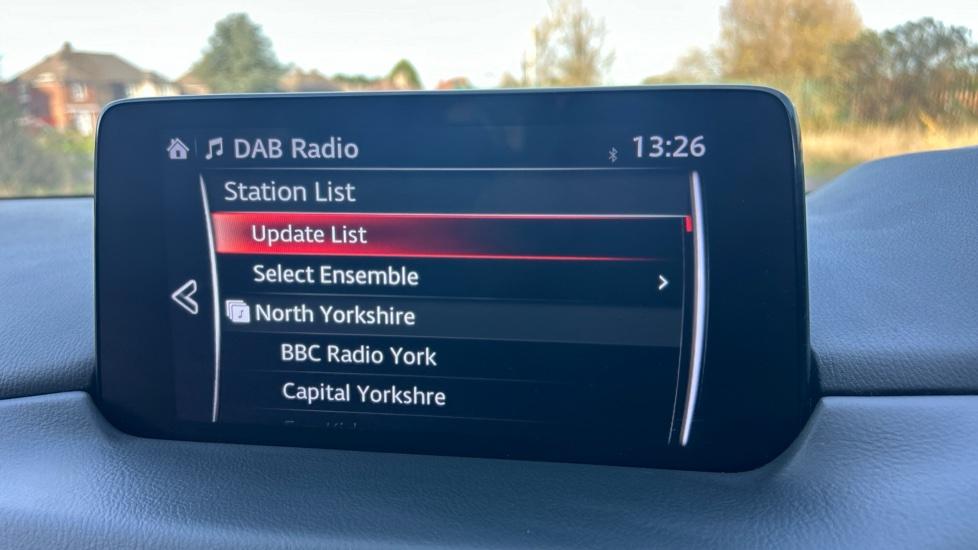 DAB Radio 13:26
Station List
Update List
Select Ensemble
North Yorkshire
BBC Radio York
Capital Yorkshre